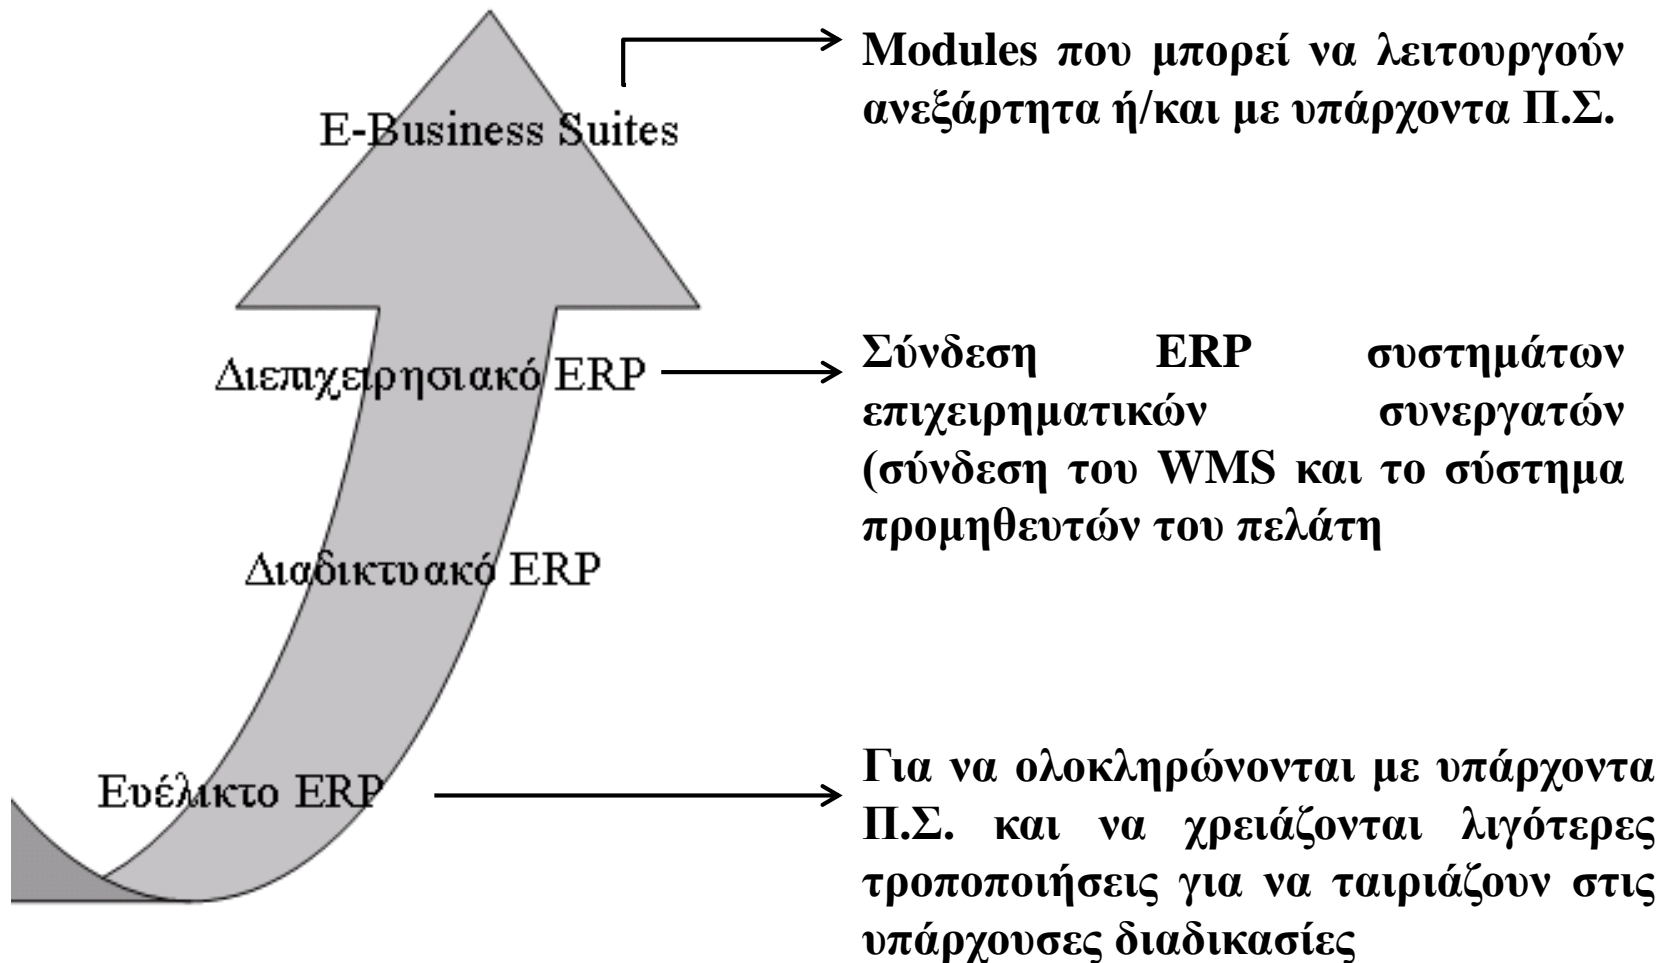 E-Business Suites
Modules που μπορεί να λειτουργούν
ανεξάρτητα ή/και με υπάρχοντα Π.Σ.
Διεπιχειρησιακό ERP
Σύνδεση ERP συστημάτων
επιχειρηματικών συνεργατών
(σύνδεση του WMS και το σύστημα
προμηθευτών του πελάτη
Διαδικτυακό ERP
Ευέλικτο ERP
Για να ολοκληρώνονται με υπάρχοντα
Π.Σ. και να χρειάζονται λιγότερες
τροποποιήσεις για να ταιριάζουν στις
υπάρχουσες διαδικασίες